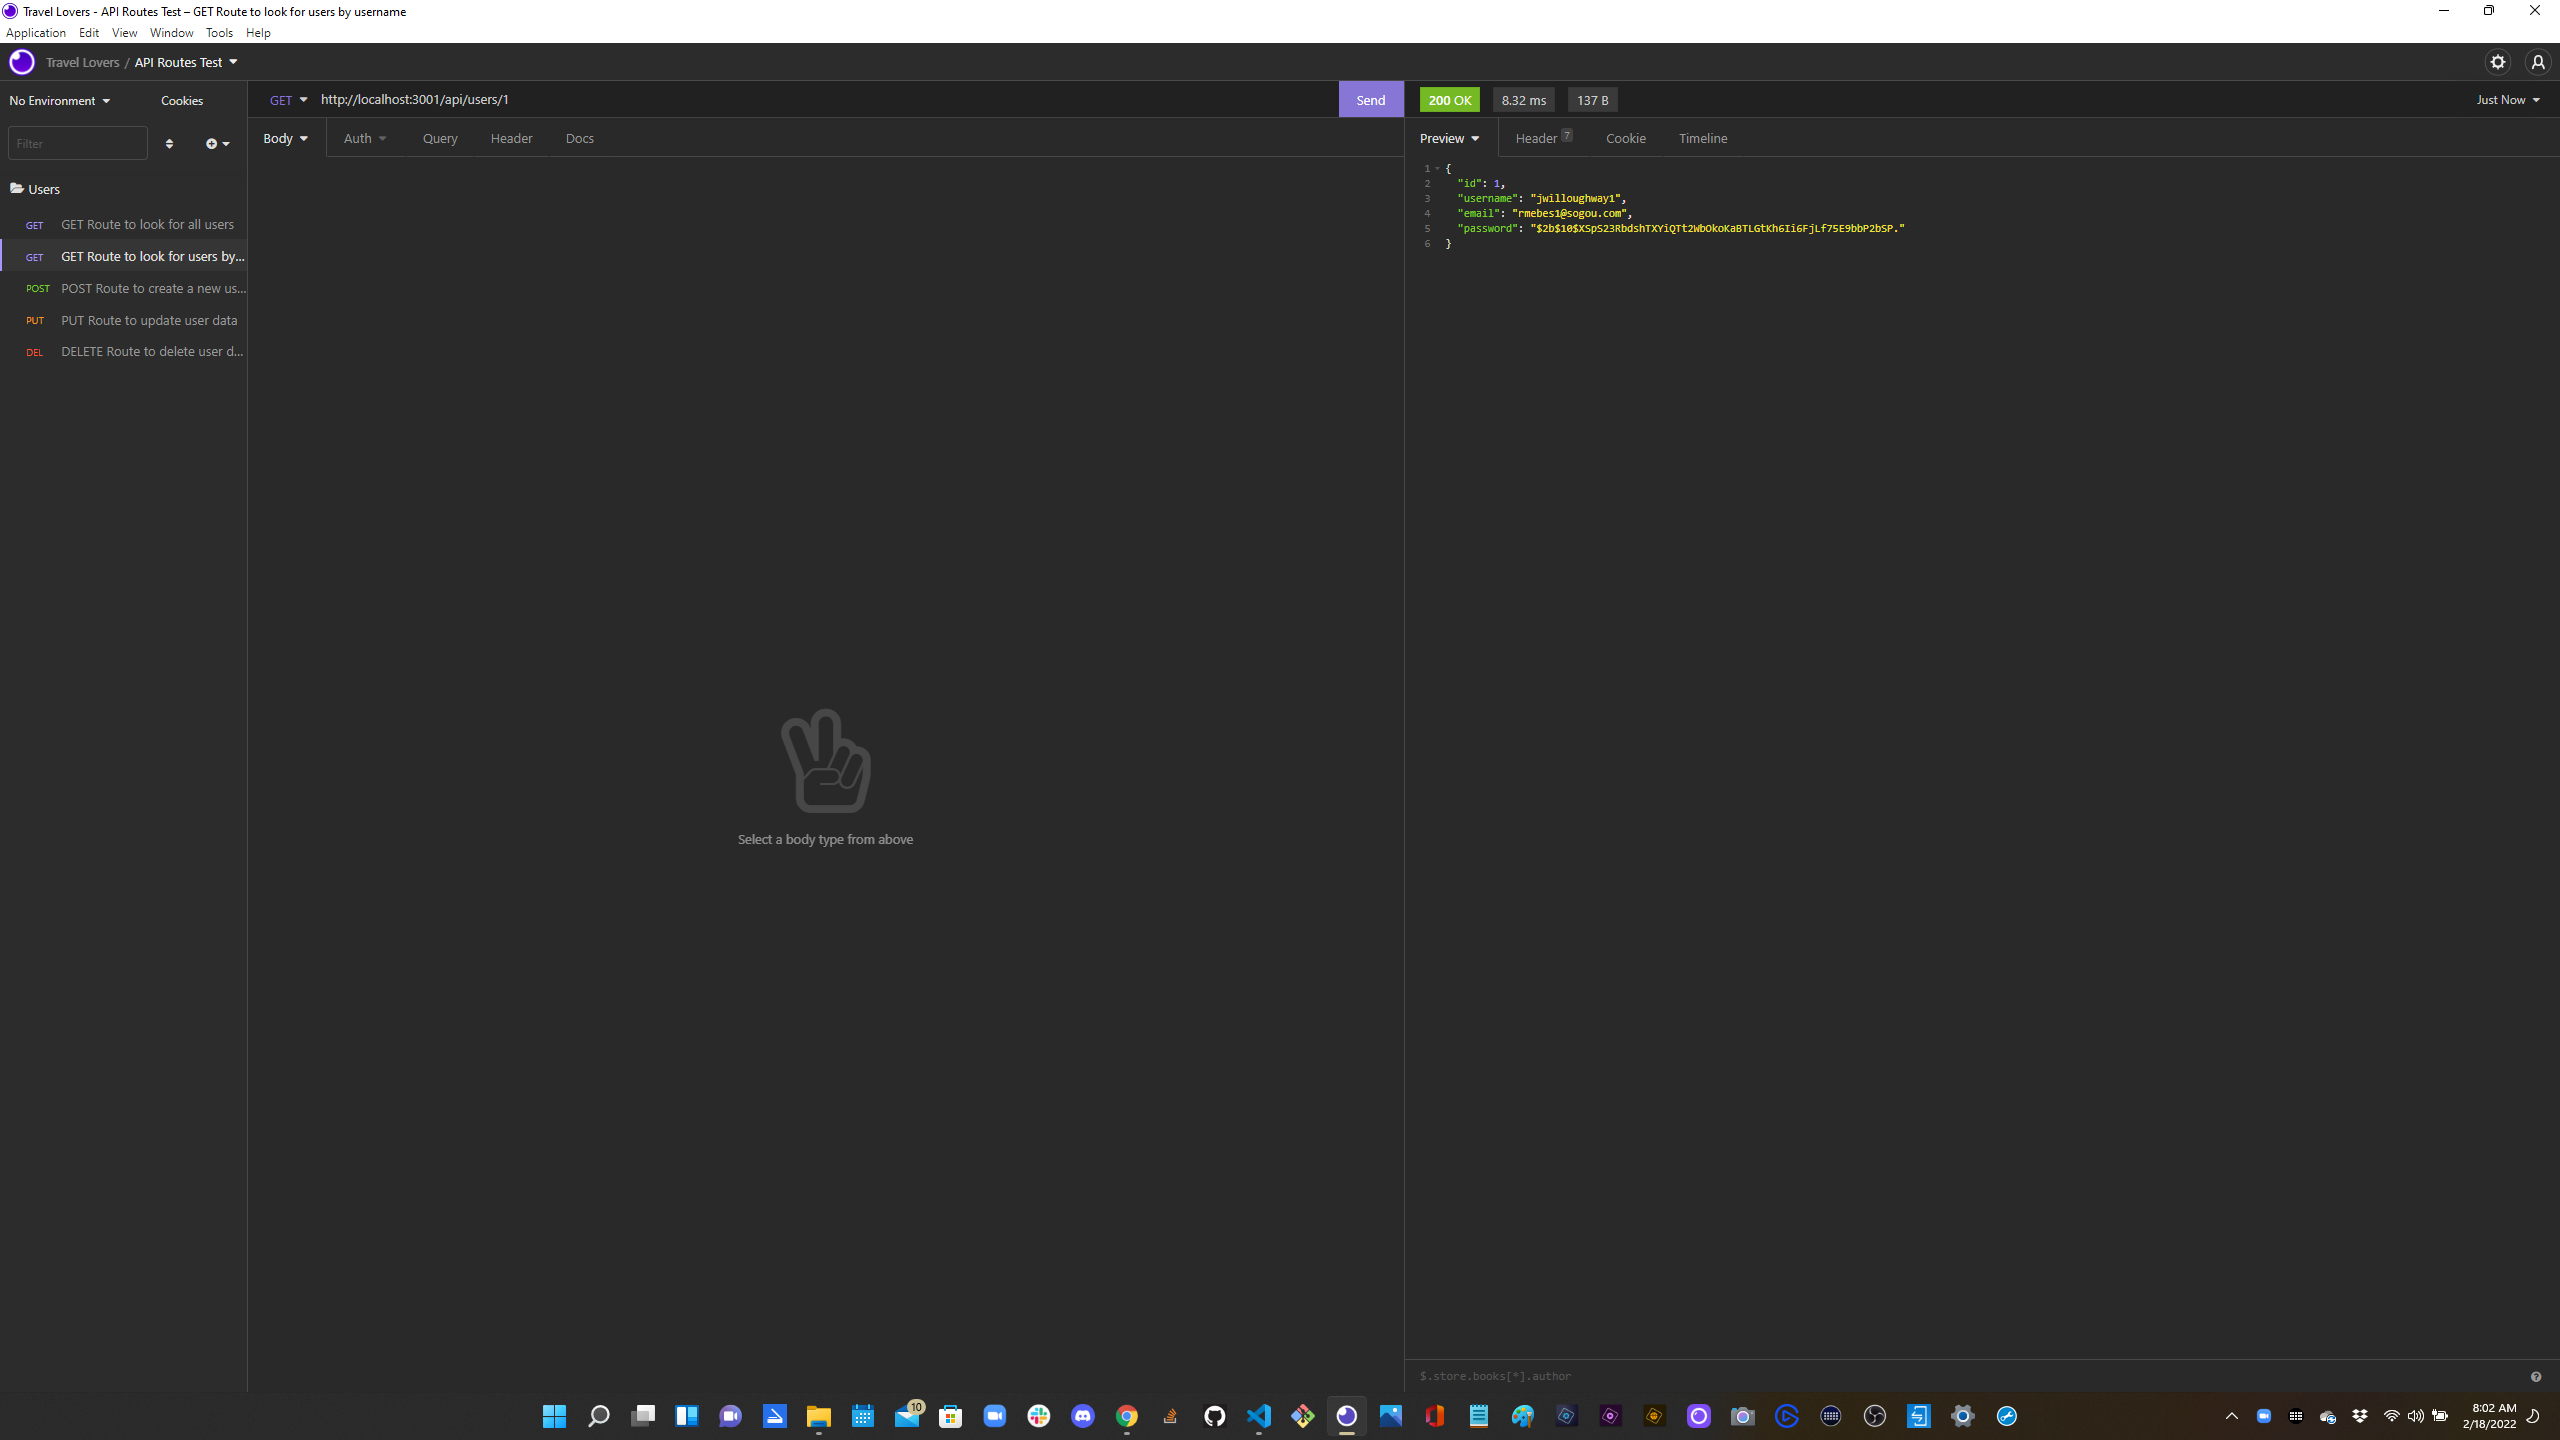 Travel Lovers - API Routes Test – GET Route to look for users by username
Application Edit View Window Tools Help
Travel Lovers / API Routes Test
No Environment Cookies
GET http://localhost:3001/api/users/1 Send
200 OK 8.32 ms 137 B Just Now
Filter
Body Auth Query Header Docs
Preview Header 7 Cookie Timeline
Users
GET GET Route to look for all users
GET GET Route to look for users by...
POST POST Route to create a new us...
PUT PUT Route to update user data
DEL DELETE Route to delete user d...
1 {
2 "id": 1,
3 "username": "jwilloughway1",
4 "email": "rmebes1@sogou.com",
5 "password": "$2b$10$XSpS23RbdshTXYiQTt2WbOkoKaBTLGtKh6Ii6FjLf75E9bbP2bSP."
6 }
Select a body type from above
$.store.books[*].author
10
8:02 AM
2/18/2022